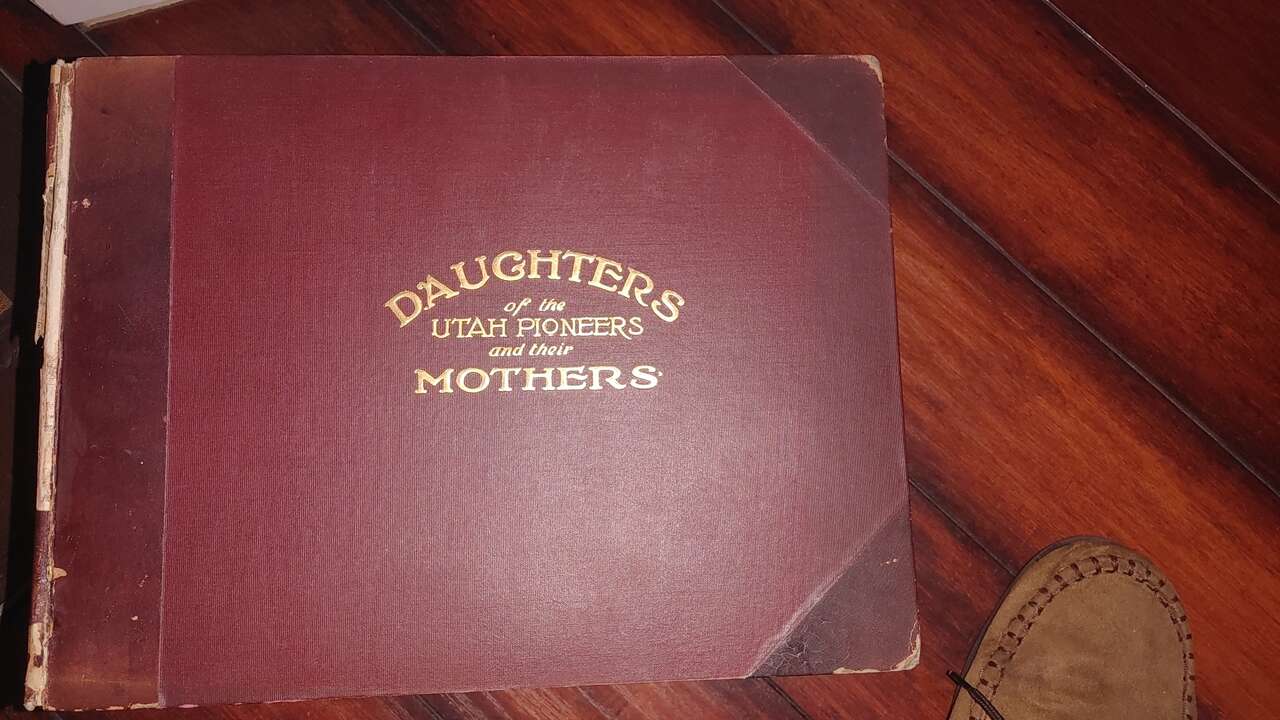 DAUGHTERS
of the
UTAH PIONEERS
and their
MOTHERS